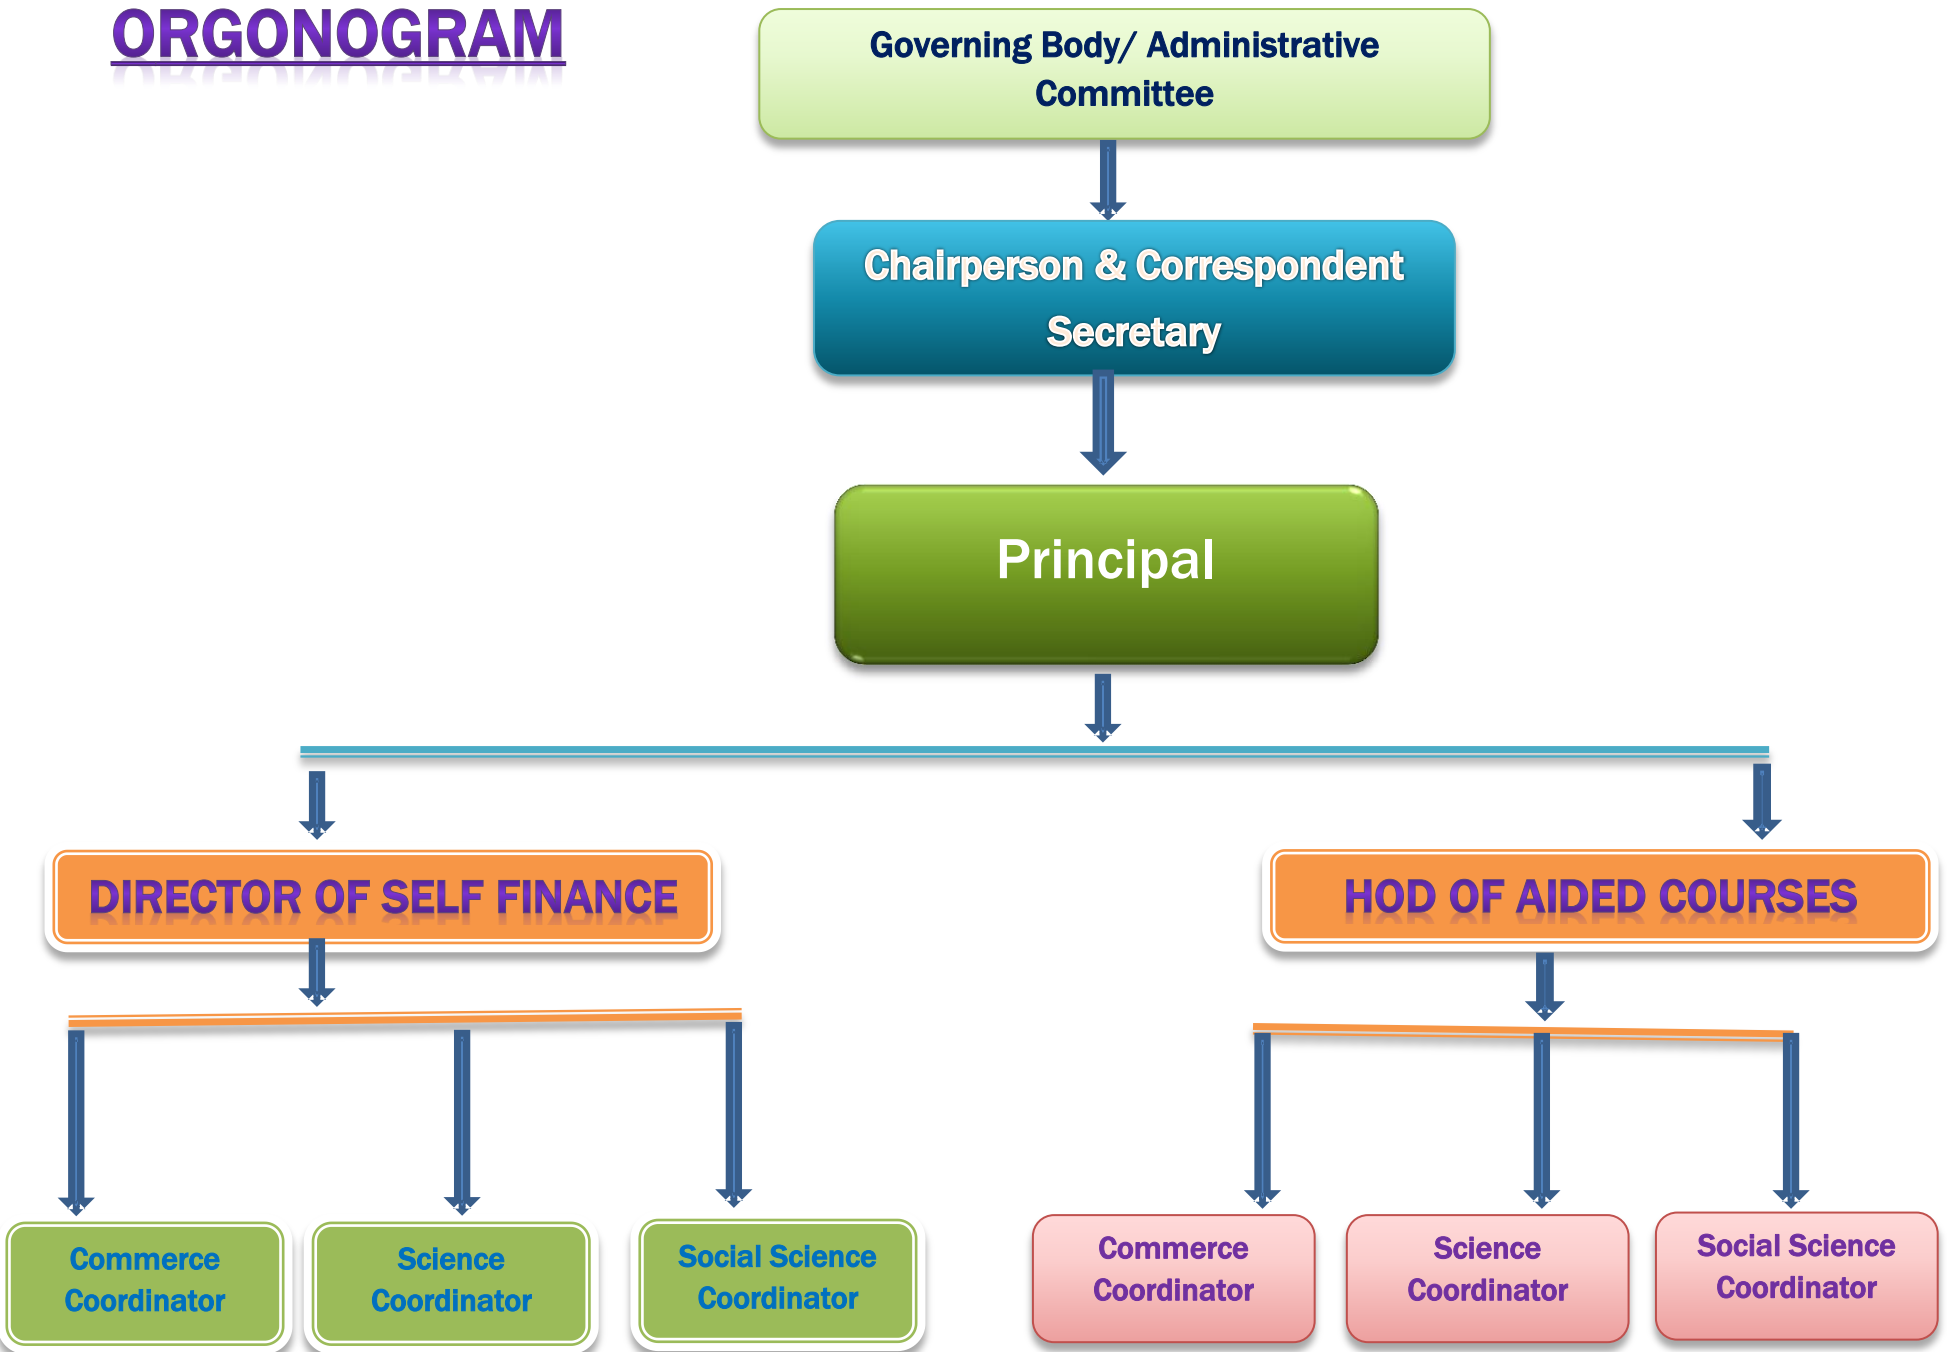 ORGONOGRAM
Governing Body/ Administrative
Committee
Chairperson & Correspondent
Secretary
Principal
DIRECTOR OF SELF FINANCE
HOD OF AIDED COURSES
Commerce
Coordinator
Science
Coordinator
Social Science
Coordinator
Commerce
Coordinator
Science
Coordinator
Social Science
Coordinator